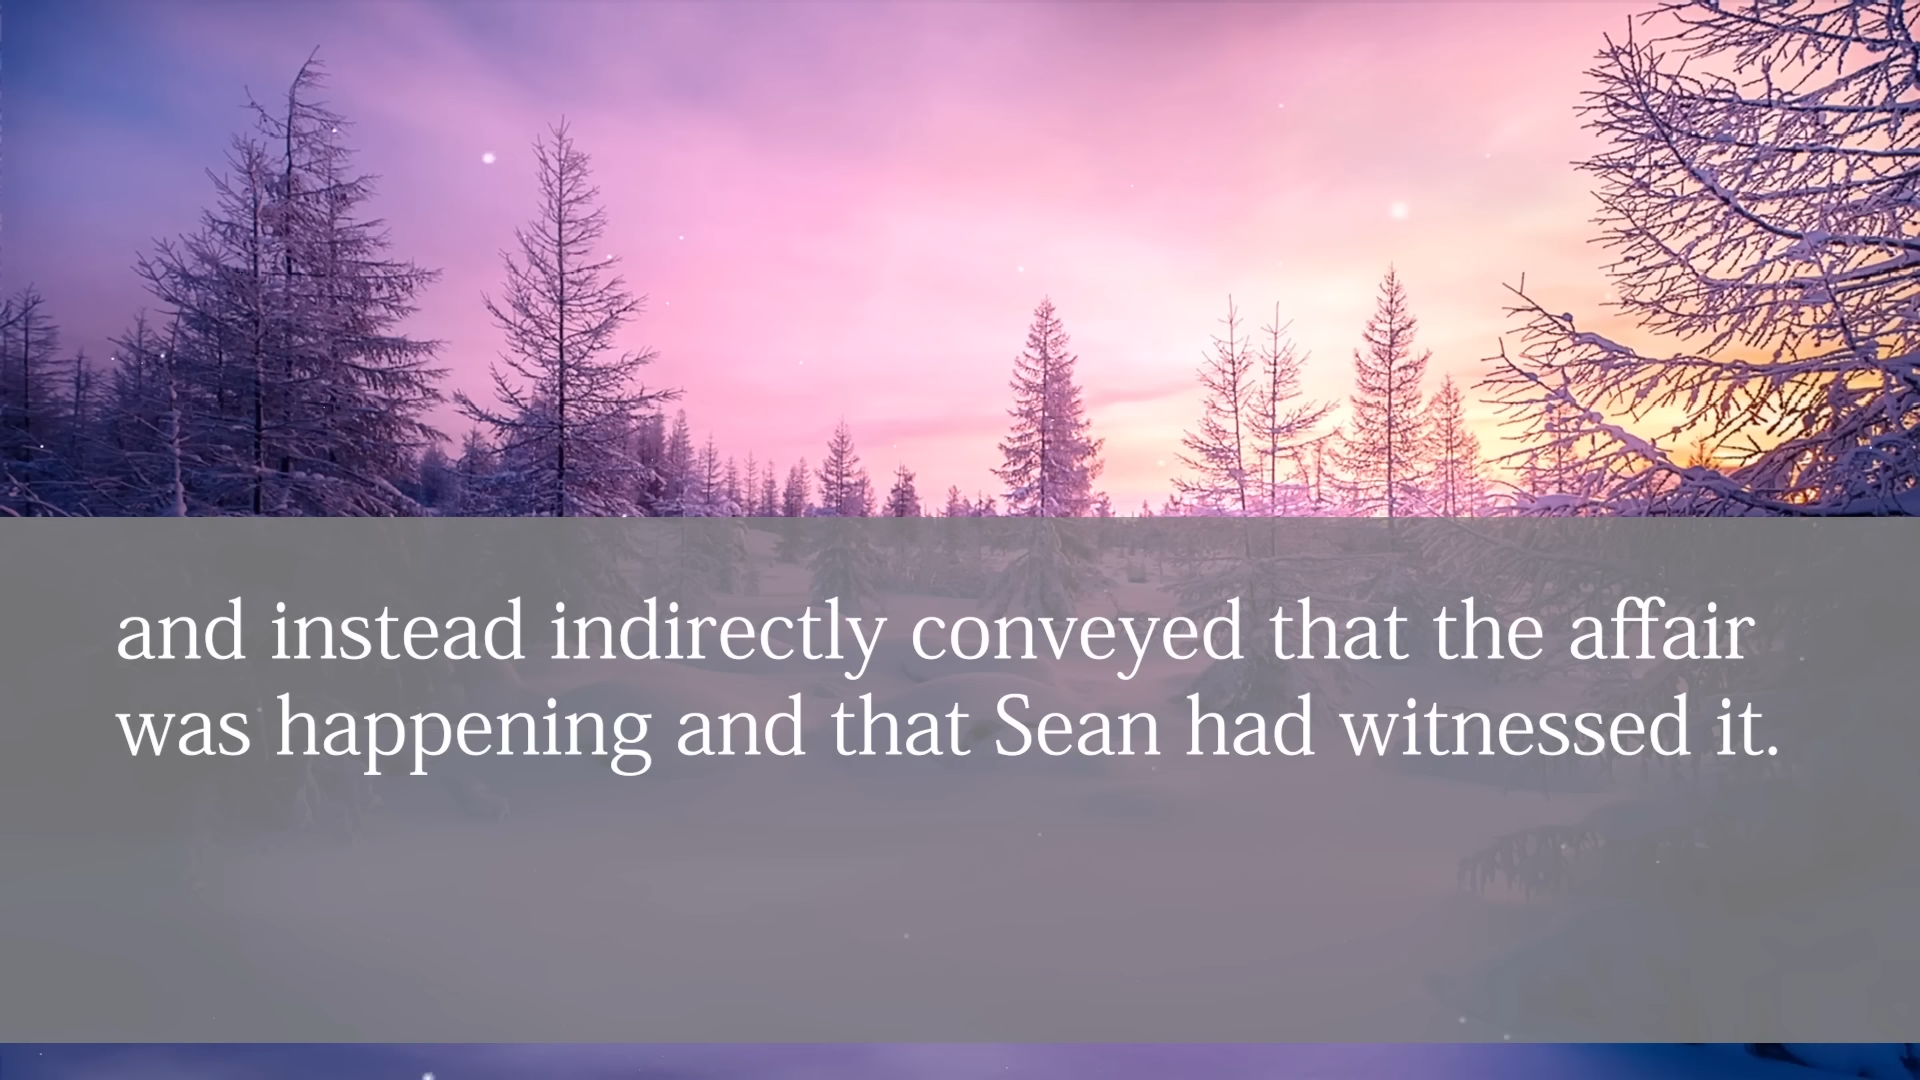 and instead indirectly conveyed that the affair
was happening and that Sean had witnessed it.